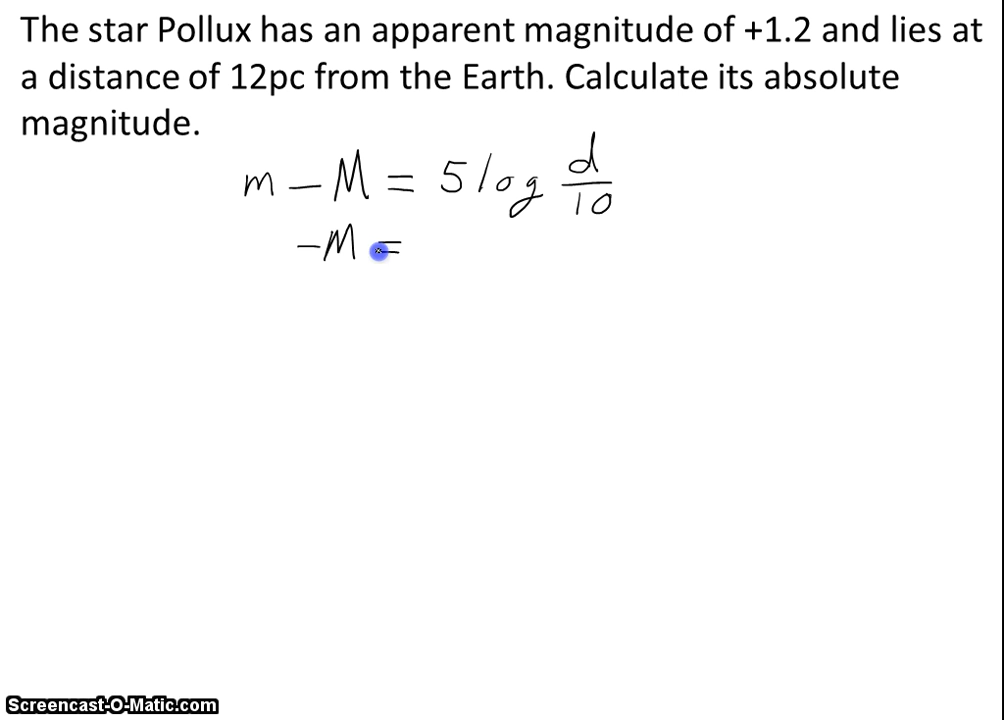 The star Pollux has an apparent magnitude of +1.2 and lies at
a distance of 12pc from the Earth. Calculate its absolute
magnitude.
m - M = 5 log d/10
-M =
Screencast-O-Matic.com